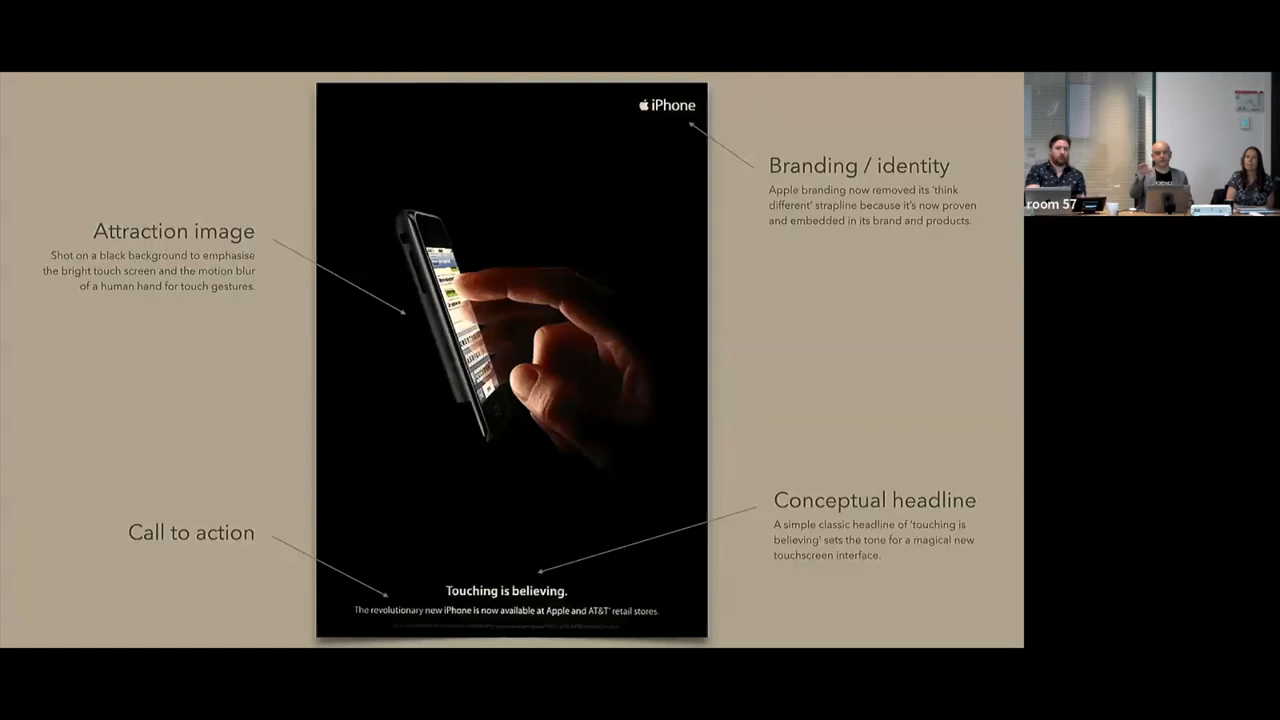 iPhone
Branding / identity
Apple branding now removed its 'think
different' strapline because it's now proven
and embedded in its brand and products.
Attraction image
Shot on a black background to emphasise
the bright touch screen and the motion blur
of a human hand for touch gestures.
Call to action
Conceptual headline
A simple classic headline of 'touching is
believing' sets the tone for a magical new
touchscreen interface.
Touching is believing.
The revolutionary new iPhone is now available at Apple and AT&T retail stores.
room 57